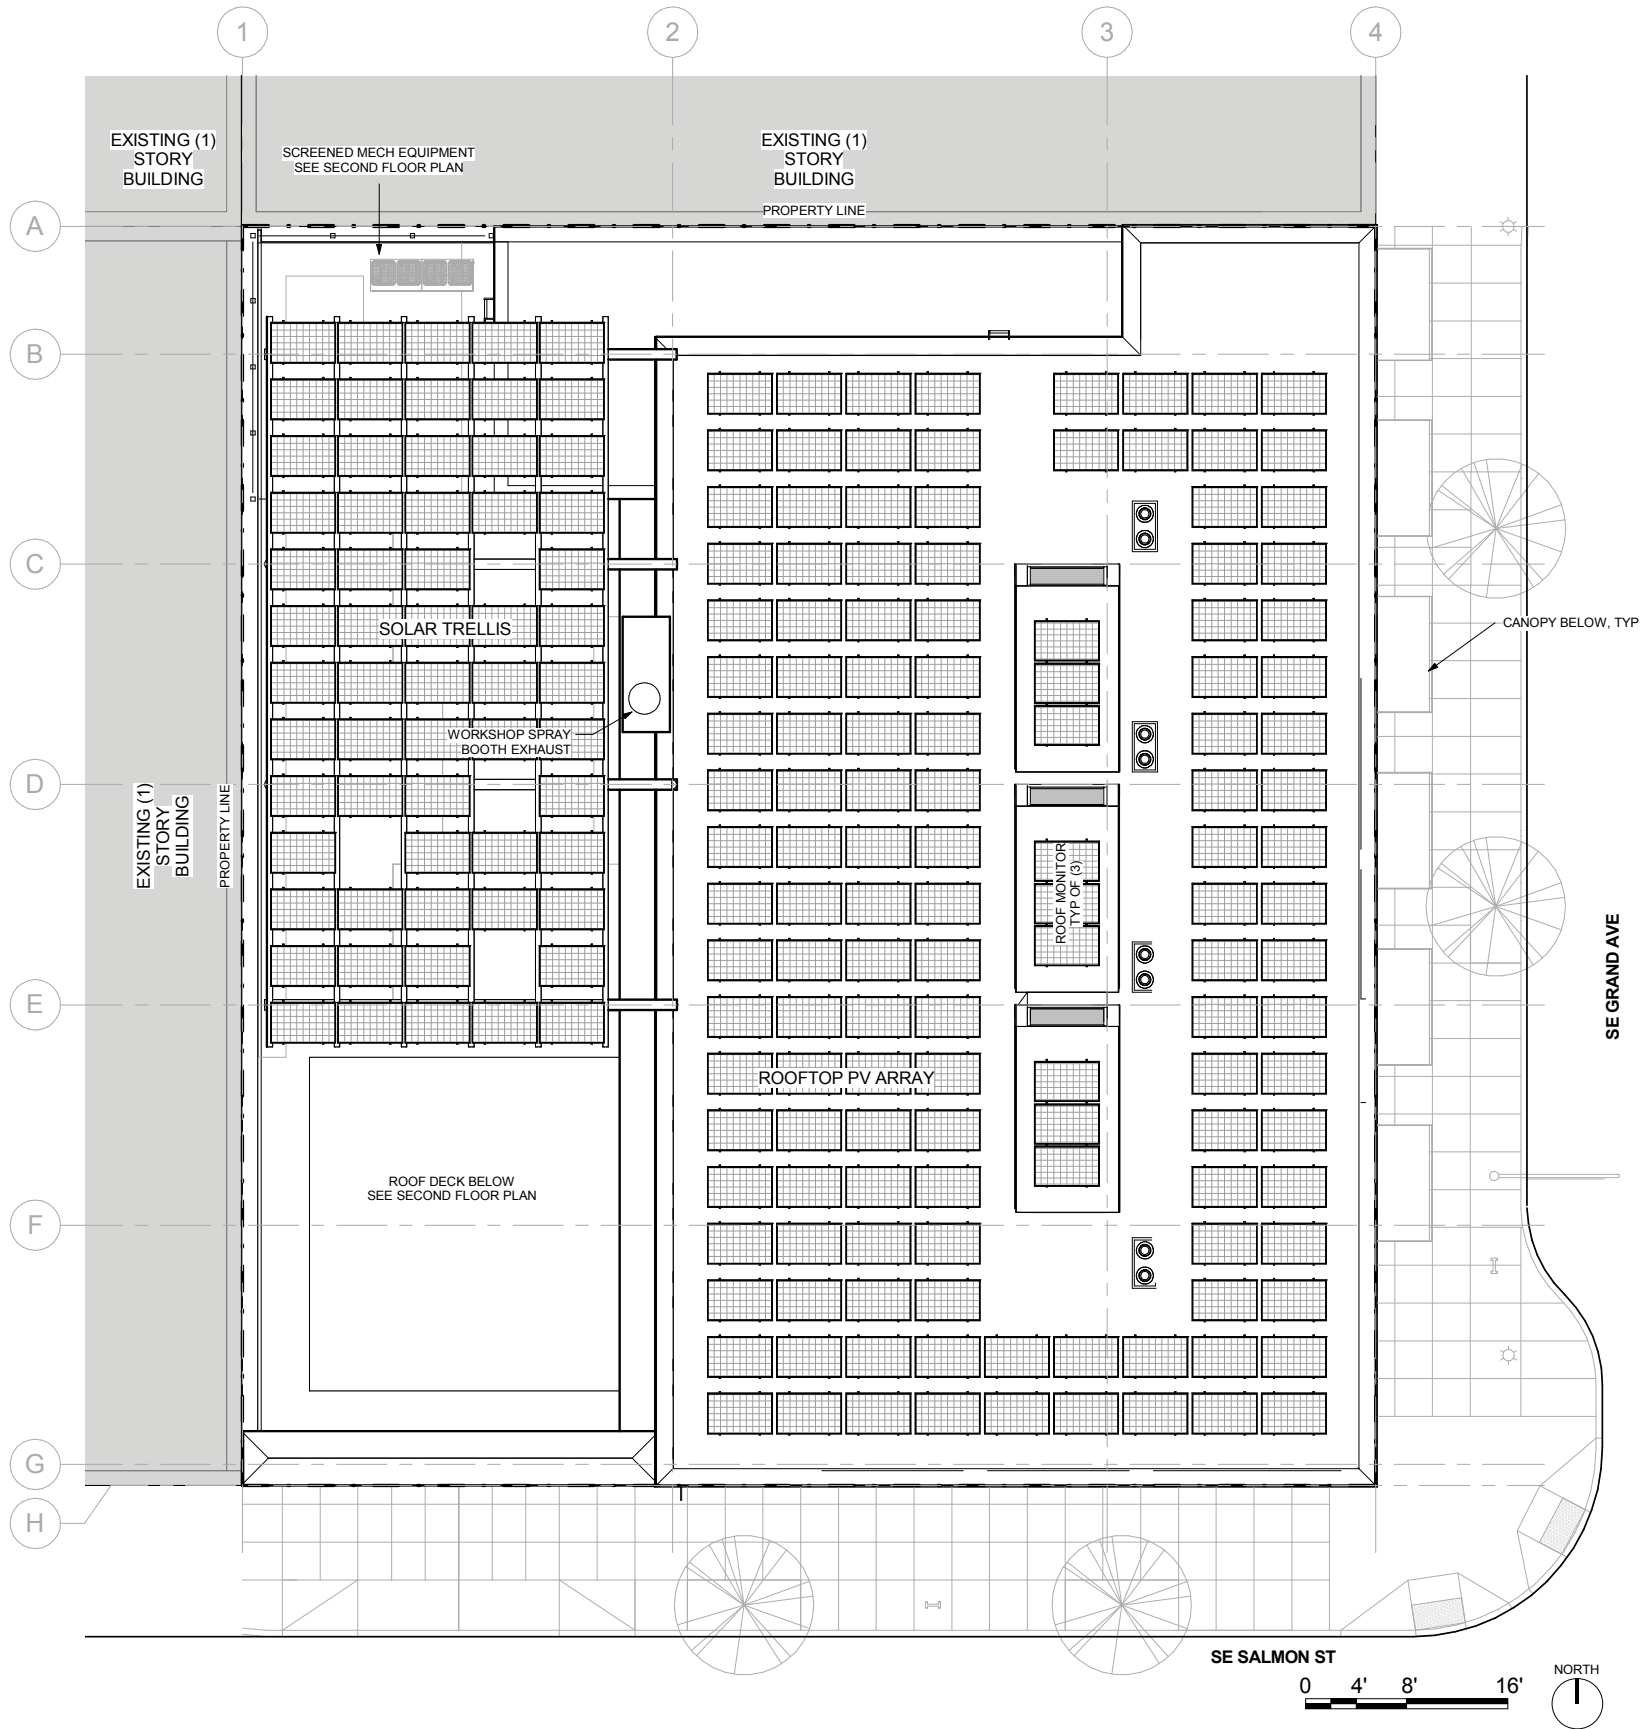 1
2
3
4
EXISTING (1)
STORY
BUILDING
SCREENED MECH EQUIPMENT
SEE SECOND FLOOR PLAN
EXISTING (1)
STORY
BUILDING
PROPERTY LINE
A
B
C
SOLAR TRELLIS
CANOPY BELOW, TYP
WORKSHOP SPRAY
BOOTH EXHAUST
D
EXISTING (1)
STORY
BUILDING
PROPERTY LINE
ROOF MONITOR
TYP OF (3)
SE GRAND AVE
E
ROOFTOP PV ARRAY
ROOF DECK BELOW
SEE SECOND FLOOR PLAN
F
G
H
SE SALMON ST
0 4' 8' 16'
NORTH